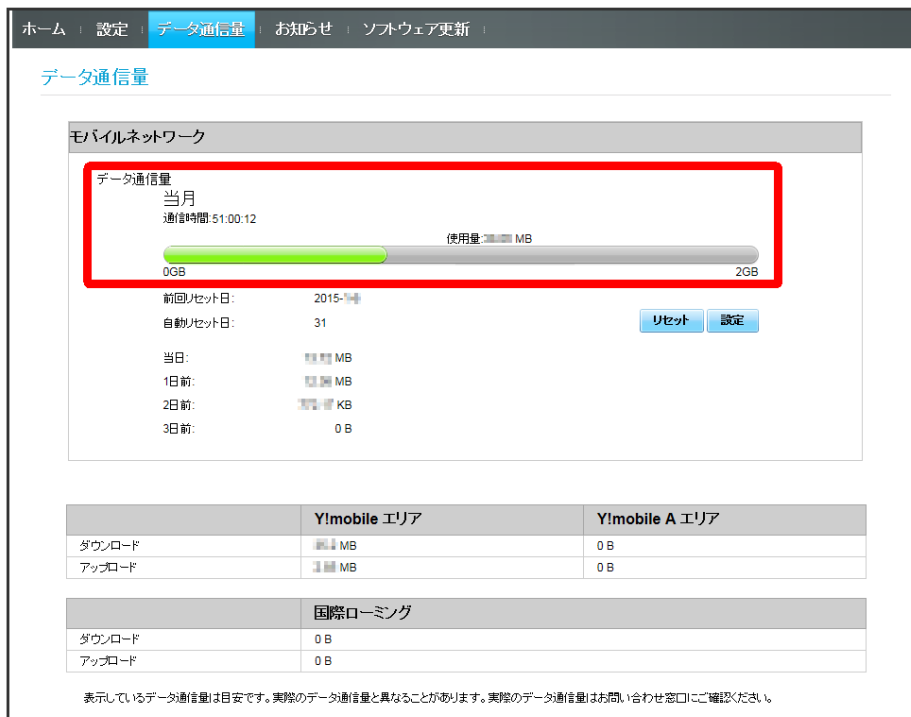 ホーム 設定 データ通信量 お知らせ ソフトウェア更新
データ通信量
モバイルネットワーク
データ通信量
当月
通信時間:51:00:12
使用量: MB
0GB 2GB
前回リセット日: 2015-
自動リセット日: 31
リセット 設定
当日: MB
1日前: MB
2日前: KB
3日前: 0 B
Y!mobile エリア Y!mobile A エリア
ダウンロード MB 0 B
アップロード MB 0 B
国際ローミング
ダウンロード 0 B
アップロード 0 B
表示しているデータ通信量は目安です。実際のデータ通信量と異なることがあります。実際のデータ通信量はお問い合わせ窓口にご確認ください。